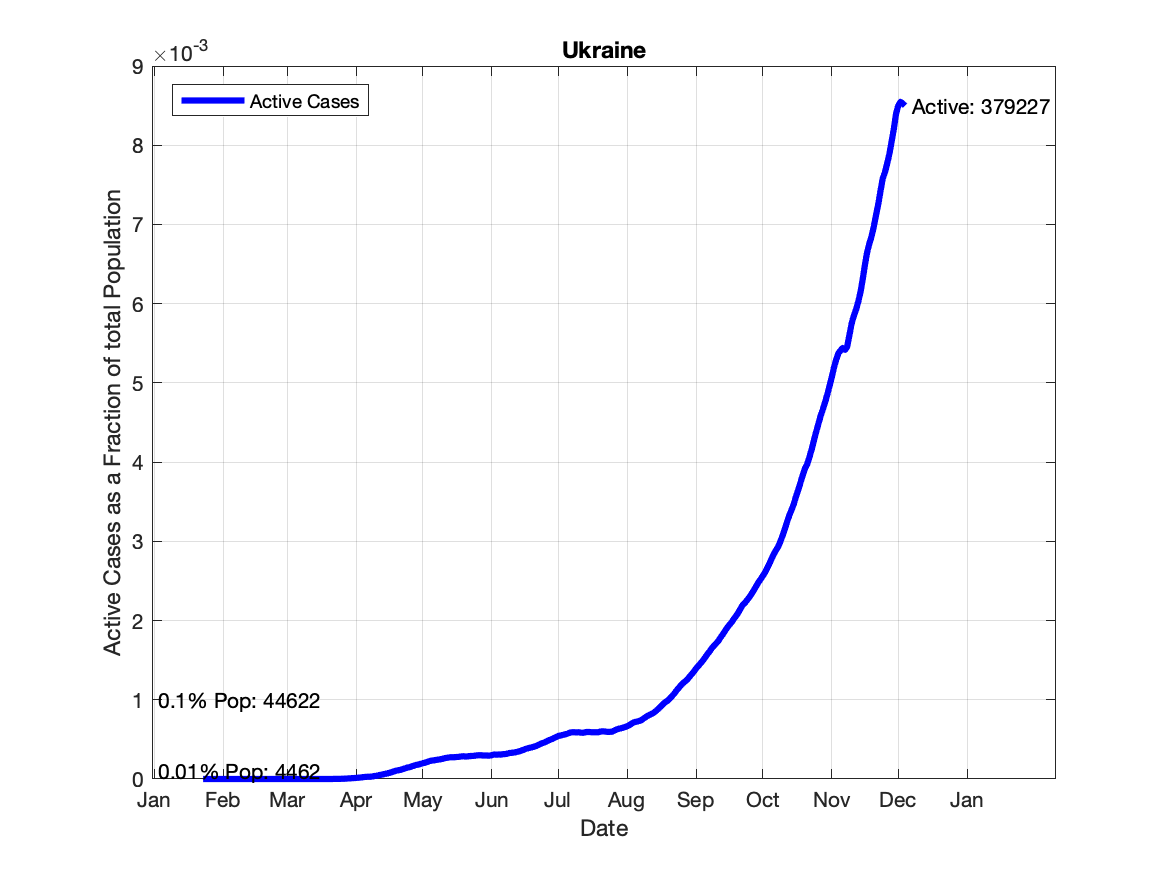 Ukraine
×10-3
Active Cases
Active: 379227
9
8
7
6
5
4
3
2
1
0
Active Cases as a Fraction of total Population
0.1% Pop: 44622
0.01% Pop: 4462
Jan Feb Mar Apr May Jun Jul Aug Sep Oct Nov Dec Jan
Date